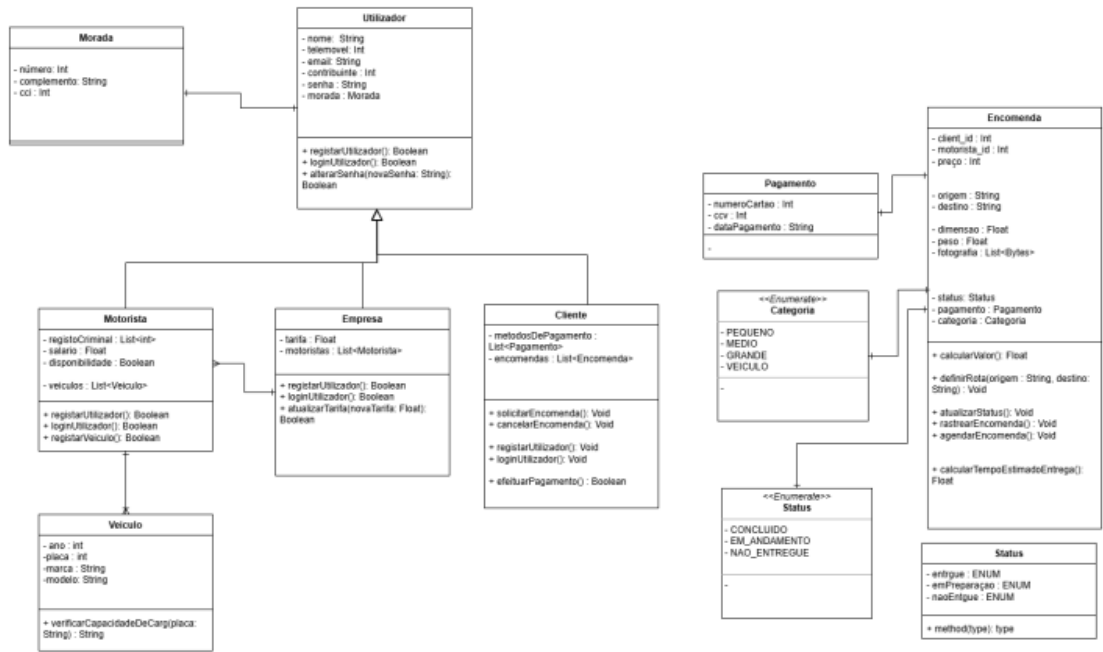 Morada
- número: Int
- complemento: String
- cci : Int
Utilizador
- nome: String
- telemovel: Int
- email: String
- contribuinte : Int
- senha : String
- morada : Morada
+ registarUtilizador(): Boolean
+ loginUtilizador(): Boolean
+ alterarSenha(novaSenha: String):
Boolean
Motorista
- registoCriminal : List<int>
- salario : Float
- disponibilidade : Boolean
- veiculos : List<Veiculo>
+ registarUtilizador(): Boolean
+ loginUtilizador(): Boolean
+ registarVeiculo(): Boolean
Empresa
- tarifa : Float
- motoristas : List<Motorista>
+ registarUtilizador(): Boolean
+ loginUtilizador(): Boolean
+ atualizarTarifa(novaTarifa: Float):
Boolean
Cliente
- metodosDePagamento :
List<Pagamento>
- encomendas : List<Encomenda>
+ solicitarEncomenda(): Void
+ cancelarEncomenda(): Void
+ registarUtilizador(): Void
+ loginUtilizador(): Void
+ efeituarPagamento() : Boolean
Veiculo
- ano : int
-placa : int
-marca : String
-modelo: String
+ verificarCapacidadeDeCarg(placa:
String) : String
Pagamento
- numeroCartao : Int
- ccv : Int
- dataPagamento : String
-
<<Enumerate>>
Categoria
- PEQUENO
- MEDIO
- GRANDE
- VEICULO
-
<<Enumerate>>
Status
- CONCLUIDO
- EM_ANDAMENTO
- NAO_ENTREGUE
-
Encomenda
- client_id : Int
- motorista_id : Int
- preço : Int
- origem : String
- destino : String
- dimensao : Float
- peso : Float
- fotografia : List<Bytes>
- status: Status
- pagamento : Pagamento
- categoria : Categoria
+ calcularValor(): Float
+ definirRota(origem : String, destino:
String) : Void
+ atualizarStatus(): Void
+ rastrearEncomenda() : Void
+ agendarEncomenda(): Void
+ calcularTempoEstimadoEntrega():
Float
Status
- entrgue : ENUM
- emPreparaçao : ENUM
- naoEntgue : ENUM
+ method(type): type